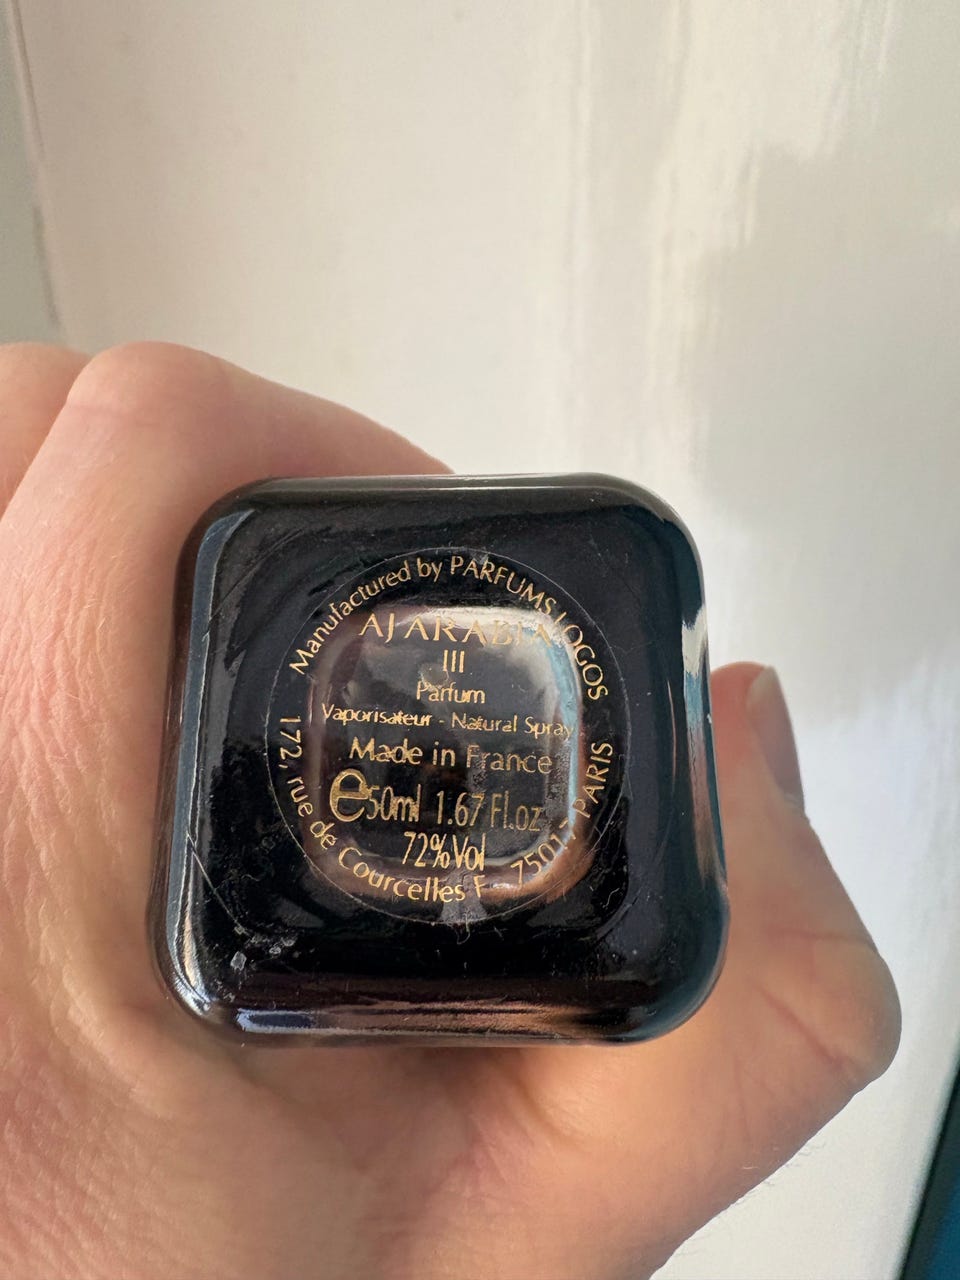 Manufactured by PARFUMS LOGOS
AJ ARABIA
III
Parfum
Vaporisateur - Natural Spray
Made in France
e50ml 1.67 Fl.oz
72%Vol
172, rue de Courcelles F - 75017 PARIS